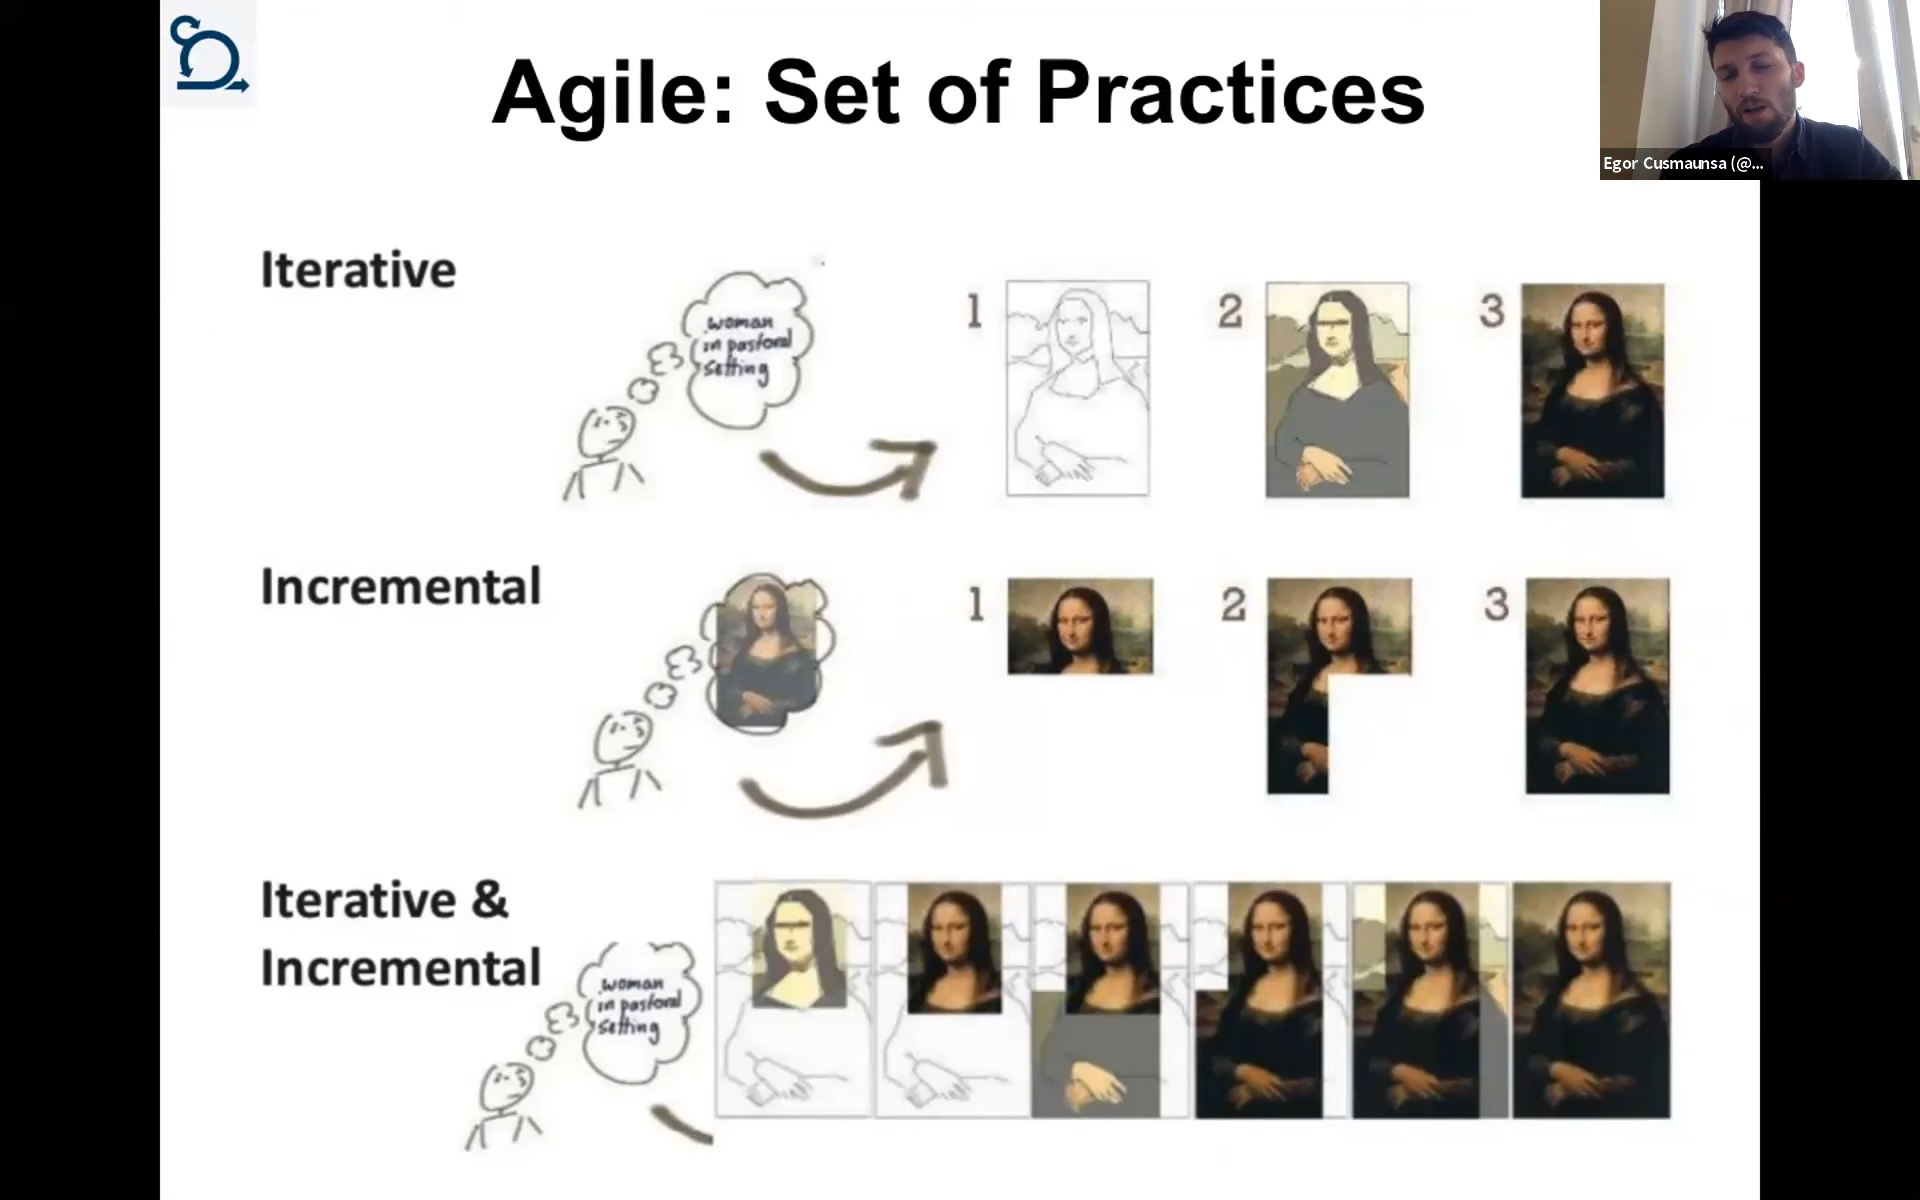 Agile: Set of Practices
Egor Cusmaunsa (@...
Iterative
woman
in pastoral
setting
1
2
3
Incremental
1
2
3
Iterative &
Incremental
woman
in pastoral
setting